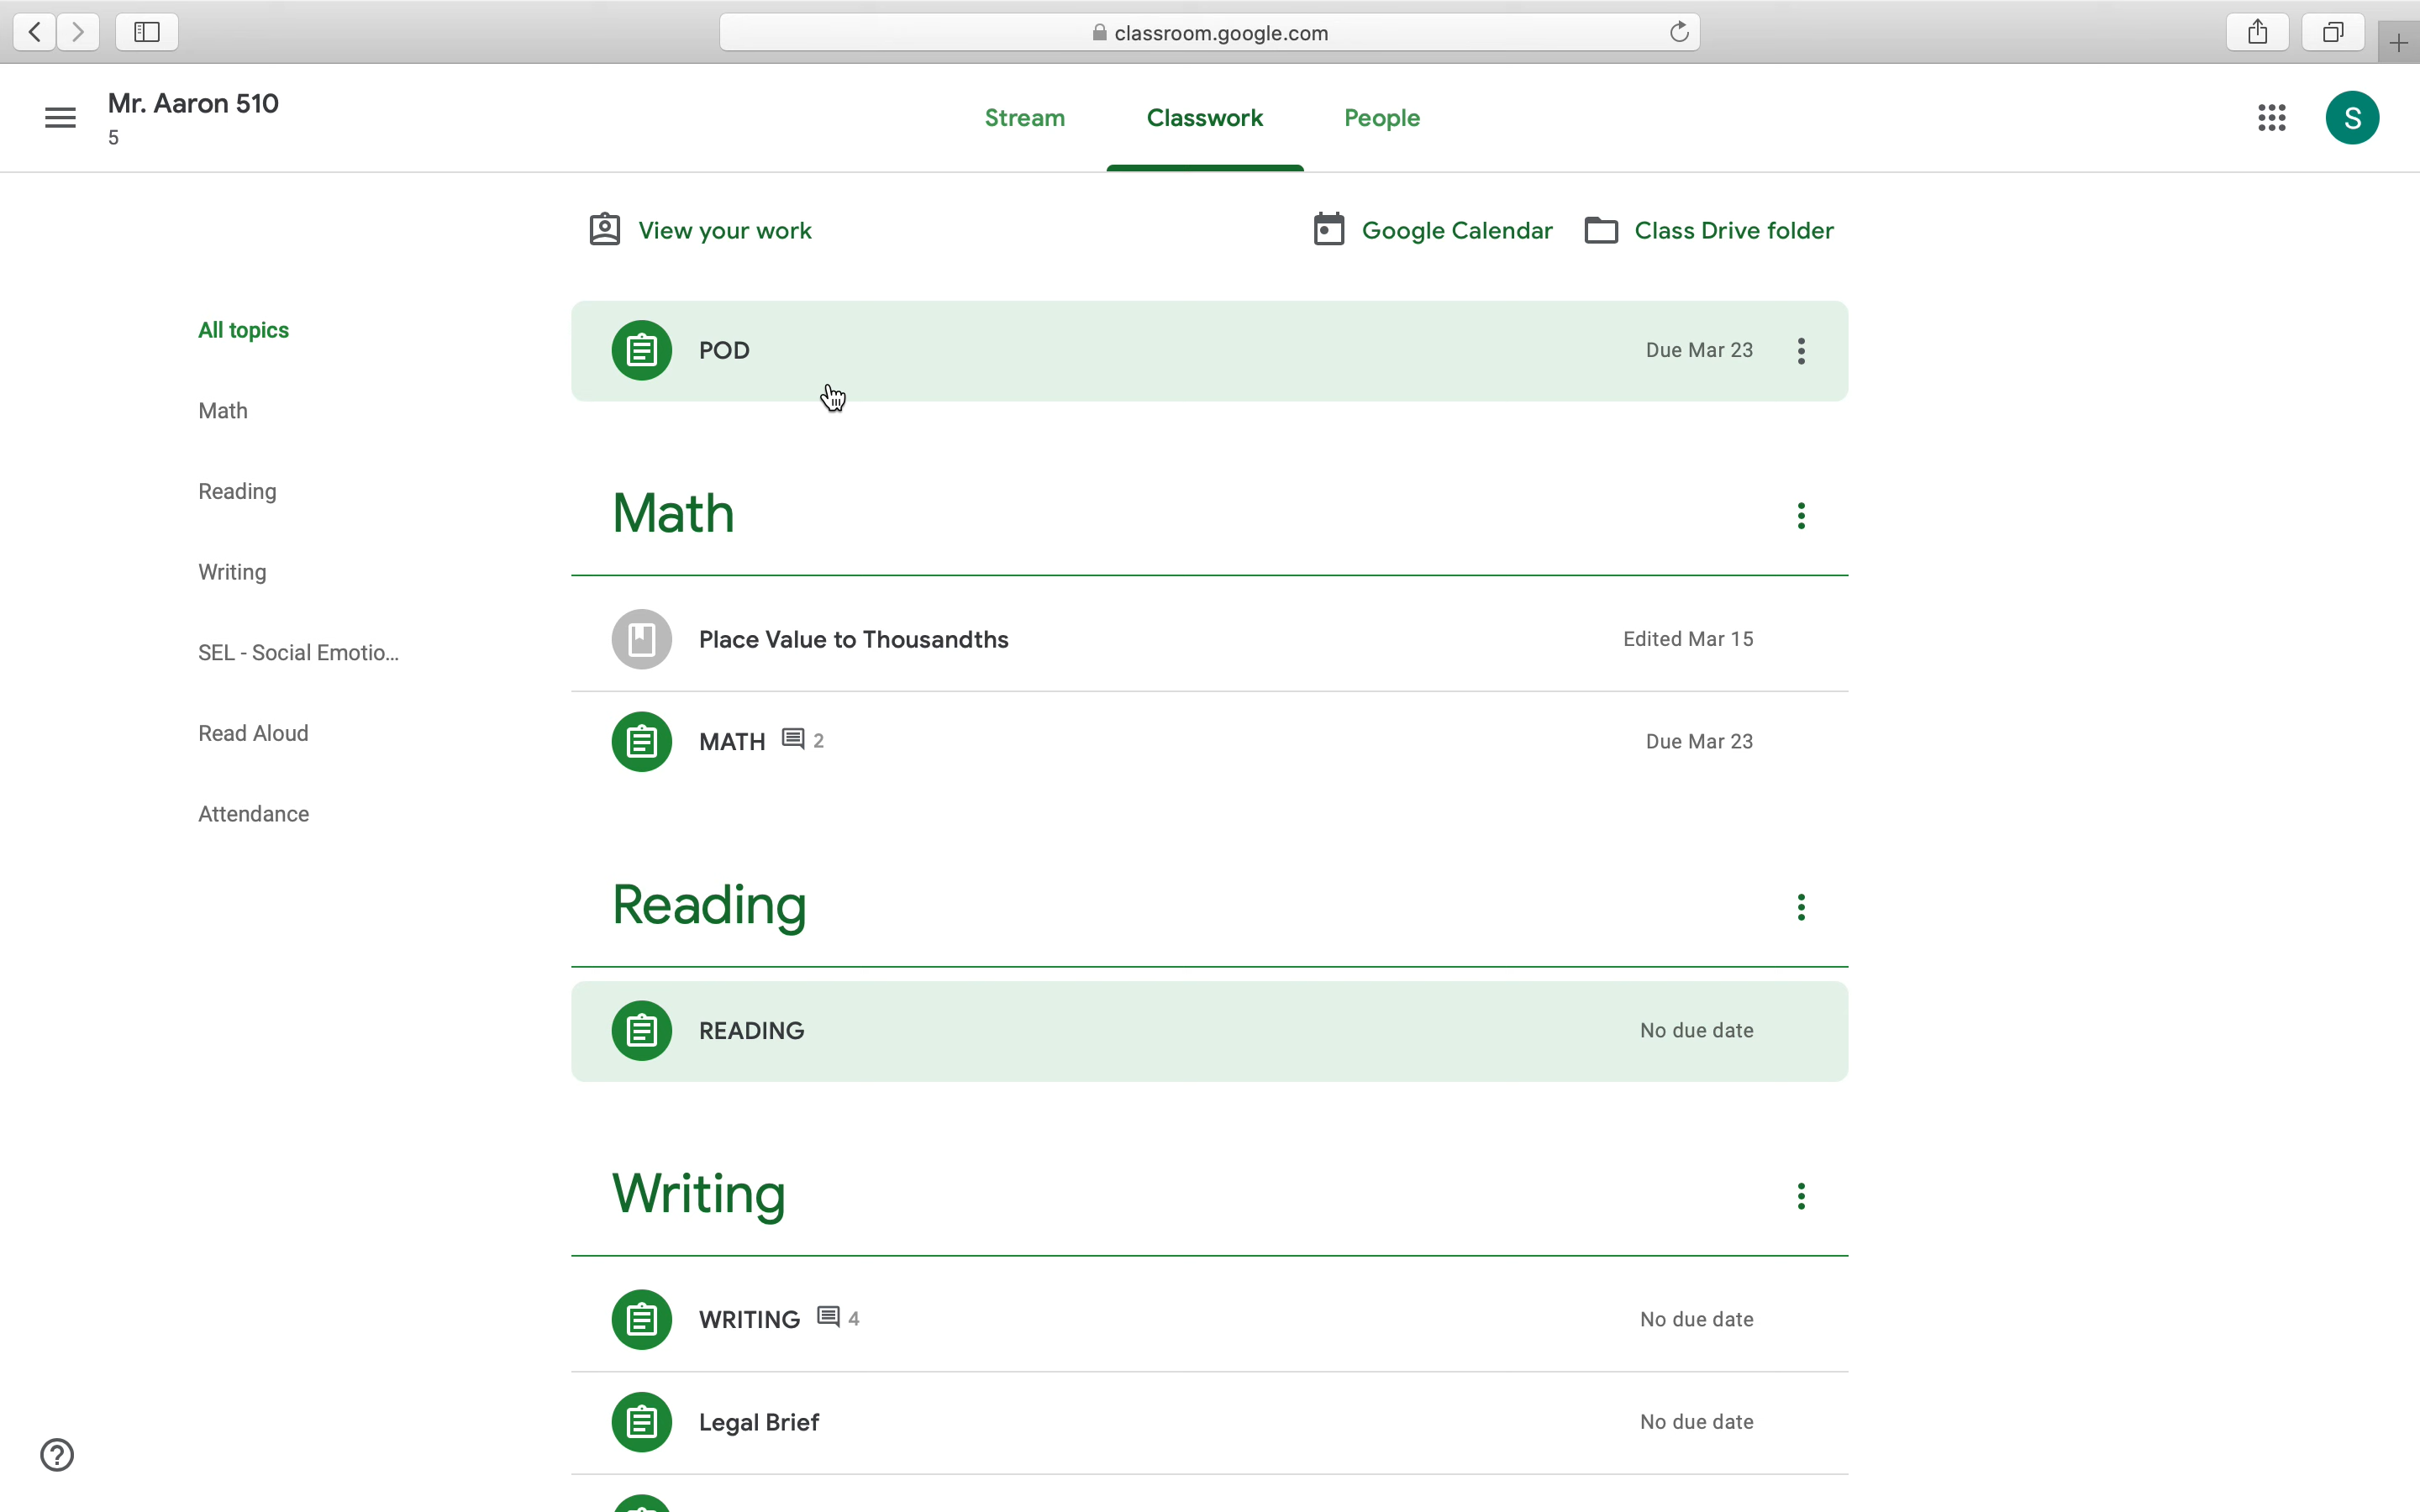 classroom.google.com
Mr. Aaron 510
5
Stream
Classwork
People
S
View your work
Google Calendar
Class Drive folder
All topics
Math
Reading
Writing
SEL - Social Emotio...
Read Aloud
Attendance
POD
Due Mar 23
Math
Place Value to Thousandths
Edited Mar 15
MATH 2
Due Mar 23
Reading
READING
No due date
Writing
WRITING 4
No due date
Legal Brief
No due date